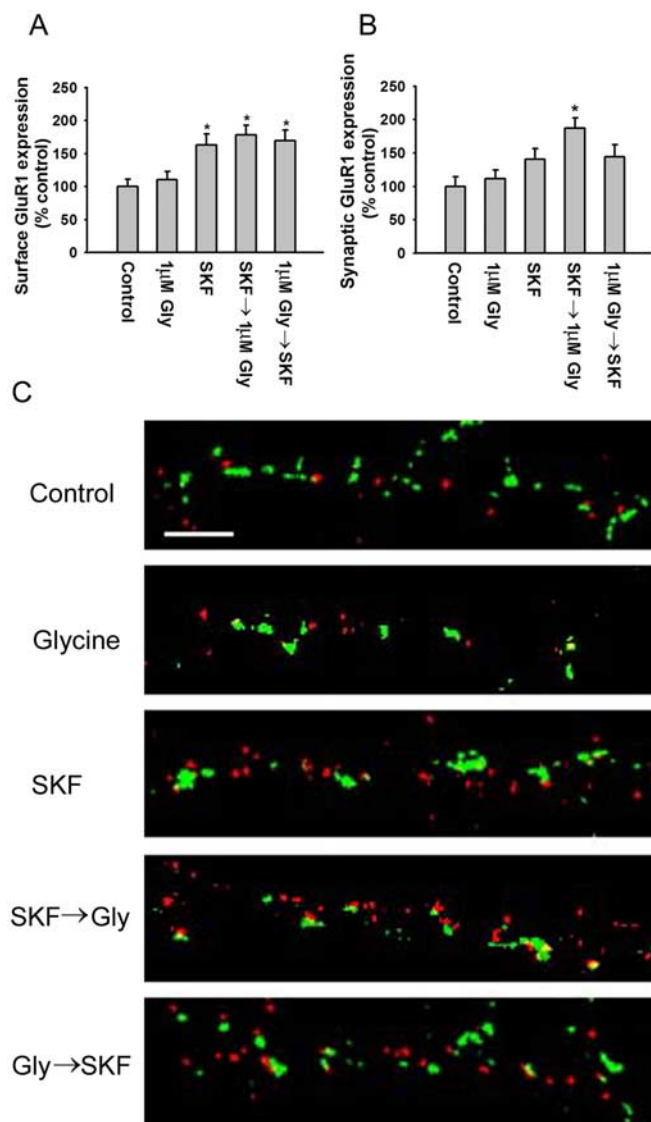 A
Surface GluR1 expression
(% control)
250
200
150
100
50
0
*
*
*
Control
1μM Gly
SKF
SKF→
1μM Gly
1μM Gly→
SKF
B
Synaptic GluR1 expression
(% control)
250
200
150
100
50
0
*
Control
1μM Gly
SKF
SKF→
1μM Gly
1μM Gly→
SKF
C
Control
Glycine
SKF
SKF→Gly
Gly→SKF